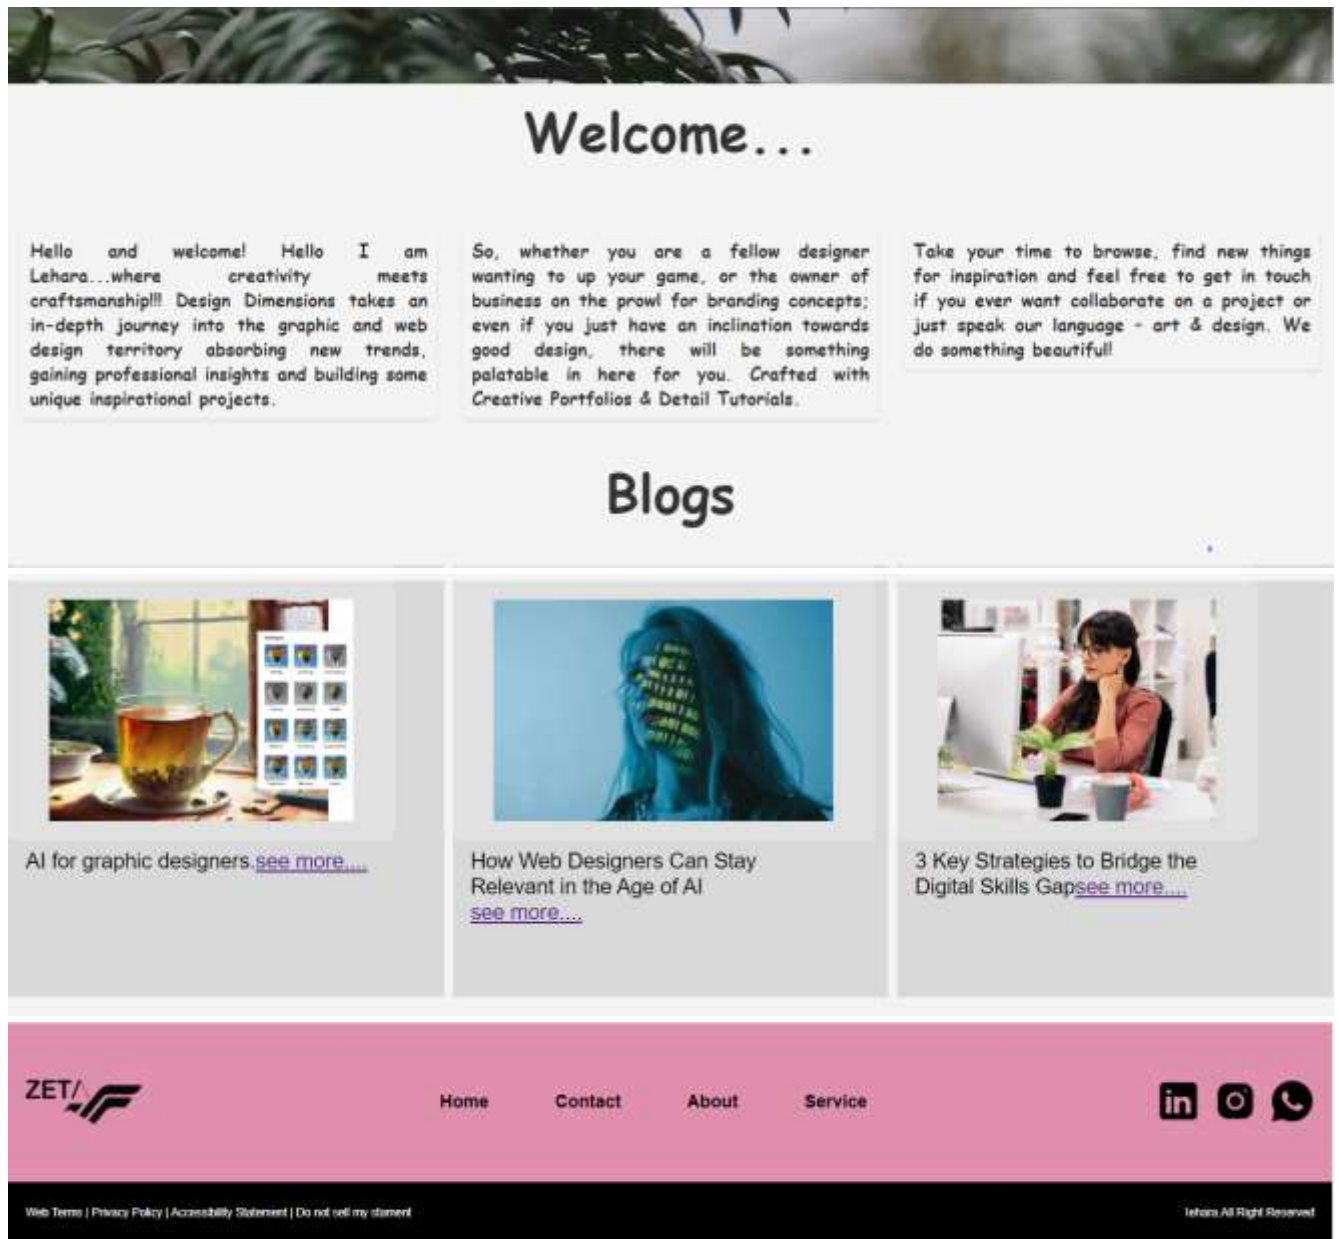 Welcome...
Hello and welcome! Hello I am
Lehara...where creativity meets
craftsmanship!!! Design Dimensions takes an
in-depth journey into the graphic and web
design territory absorbing new trends,
gaining professional insights and building some
unique inspirational projects.
So, whether you are a fellow designer
wanting to up your game, or the owner of
business on the prowl for branding concepts;
even if you just have an inclination towards
good design, there will be something
palatable in here for you. Crafted with
Creative Portfolios & Detail Tutorials.
Take your time to browse, find new things
for inspiration and feel free to get in touch
if you ever want collaborate on a project or
just speak our language - art & design. We
do something beautiful!
Blogs
AI for graphic designers.see more....
How Web Designers Can Stay
Relevant in the Age of AI
see more....
3 Key Strategies to Bridge the
Digital Skills Gapsee more....
ZETA
Home Contact About Service
in
Web Terms | Privacy Policy | Accessibility Statement | Do not sell my stament
lehara.All Right Reserved